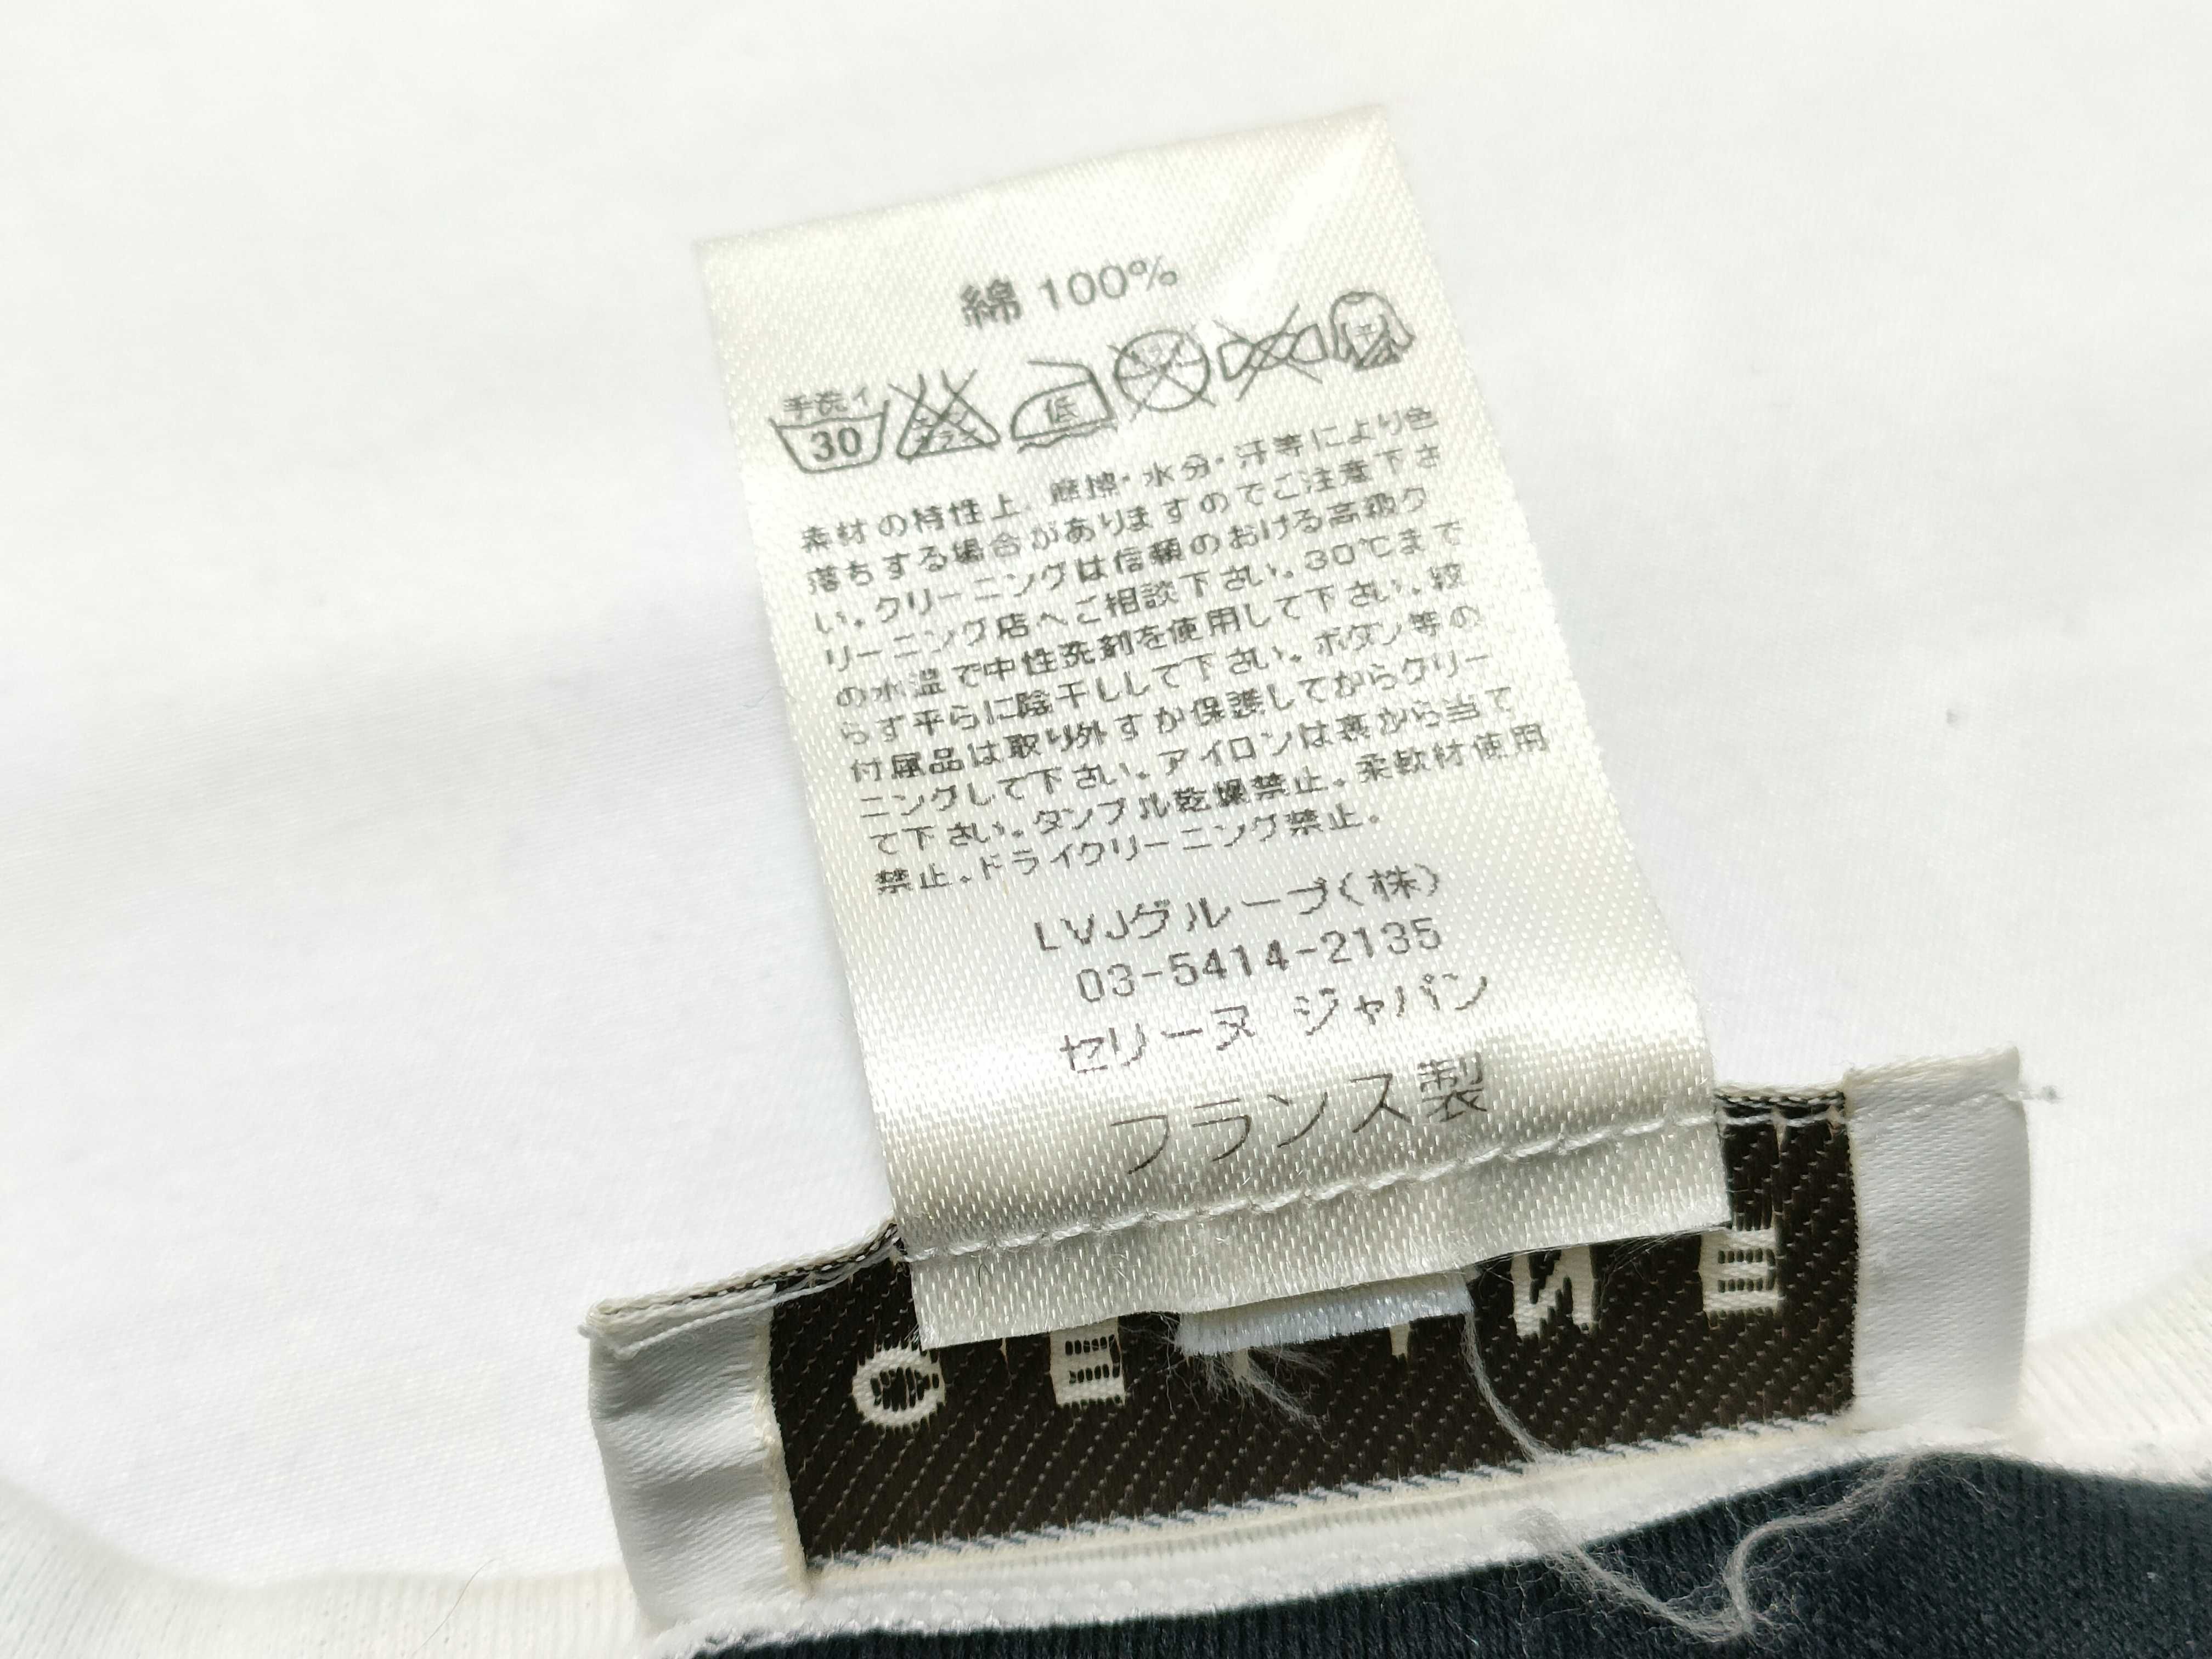 綿 100%
手洗イ
30
低
素材の特性上、摩擦・水分・汗等により色
落ちする場合がありますのでご注意下さ
い。クリーニングは信頼のおける高級ク
リーニング店へご相談下さい。30℃まで
の水温で中性洗剤を使用して下さい。絞
らず平らに陰干しして下さい。ボタン等の
付属品は取り外すか保護してからクリー
ニングして下さい。アイロンは裏から当て
て下さい。タンブル乾燥禁止。柔軟材使用
禁止。ドライクリーニング禁止。
LVJグループ(株)
03-5414-2135
セリーヌ ジャパン
フランス製